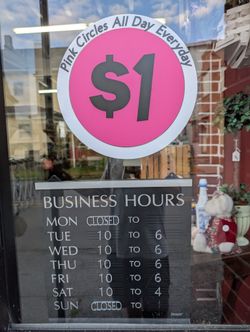 Pink Circles All Day Everyday
$1
BUSINESS HOURS
MON CLOSED TO
TUE 10 TO 6
WED 10 TO 6
THU 10 TO 6
FRI 10 TO 6
SAT 10 TO 4
SUN CLOSED TO